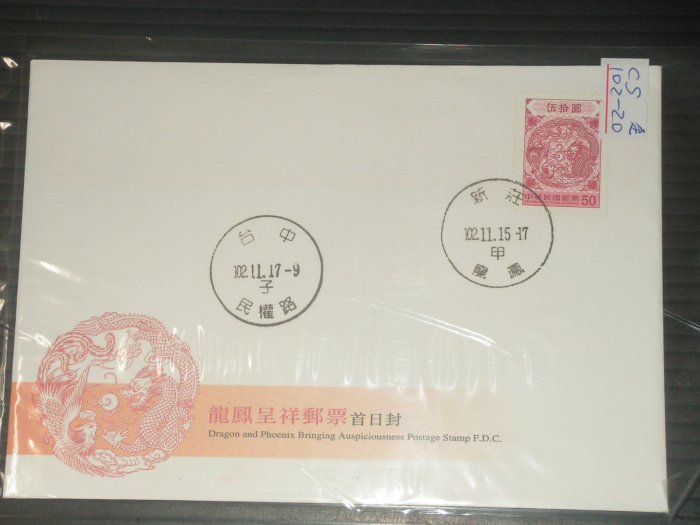 CS
102-20
伍拾圓
中華民國郵票 50
新莊
102.11.15-17
甲
龍鳳
台中
102.11.17-9
子
民權路
龍鳳呈祥郵票首日封
Dragon and Phoenix Bringing Auspiciousness Postage Stamp F.D.C.